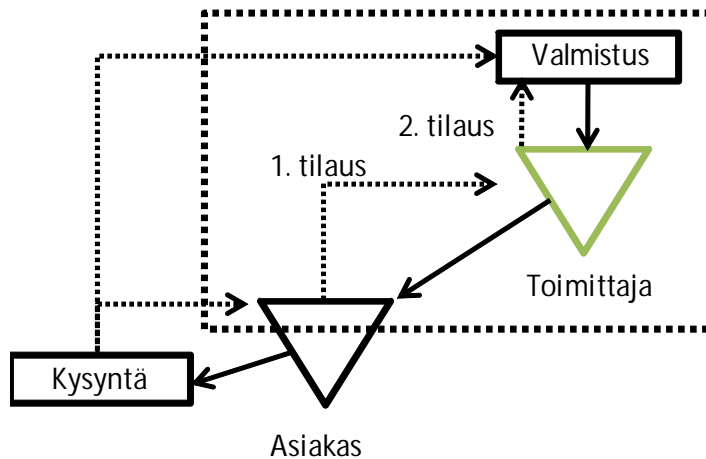 Valmistus
2. tilaus
1. tilaus
Toimittaja
Kysyntä
Asiakas